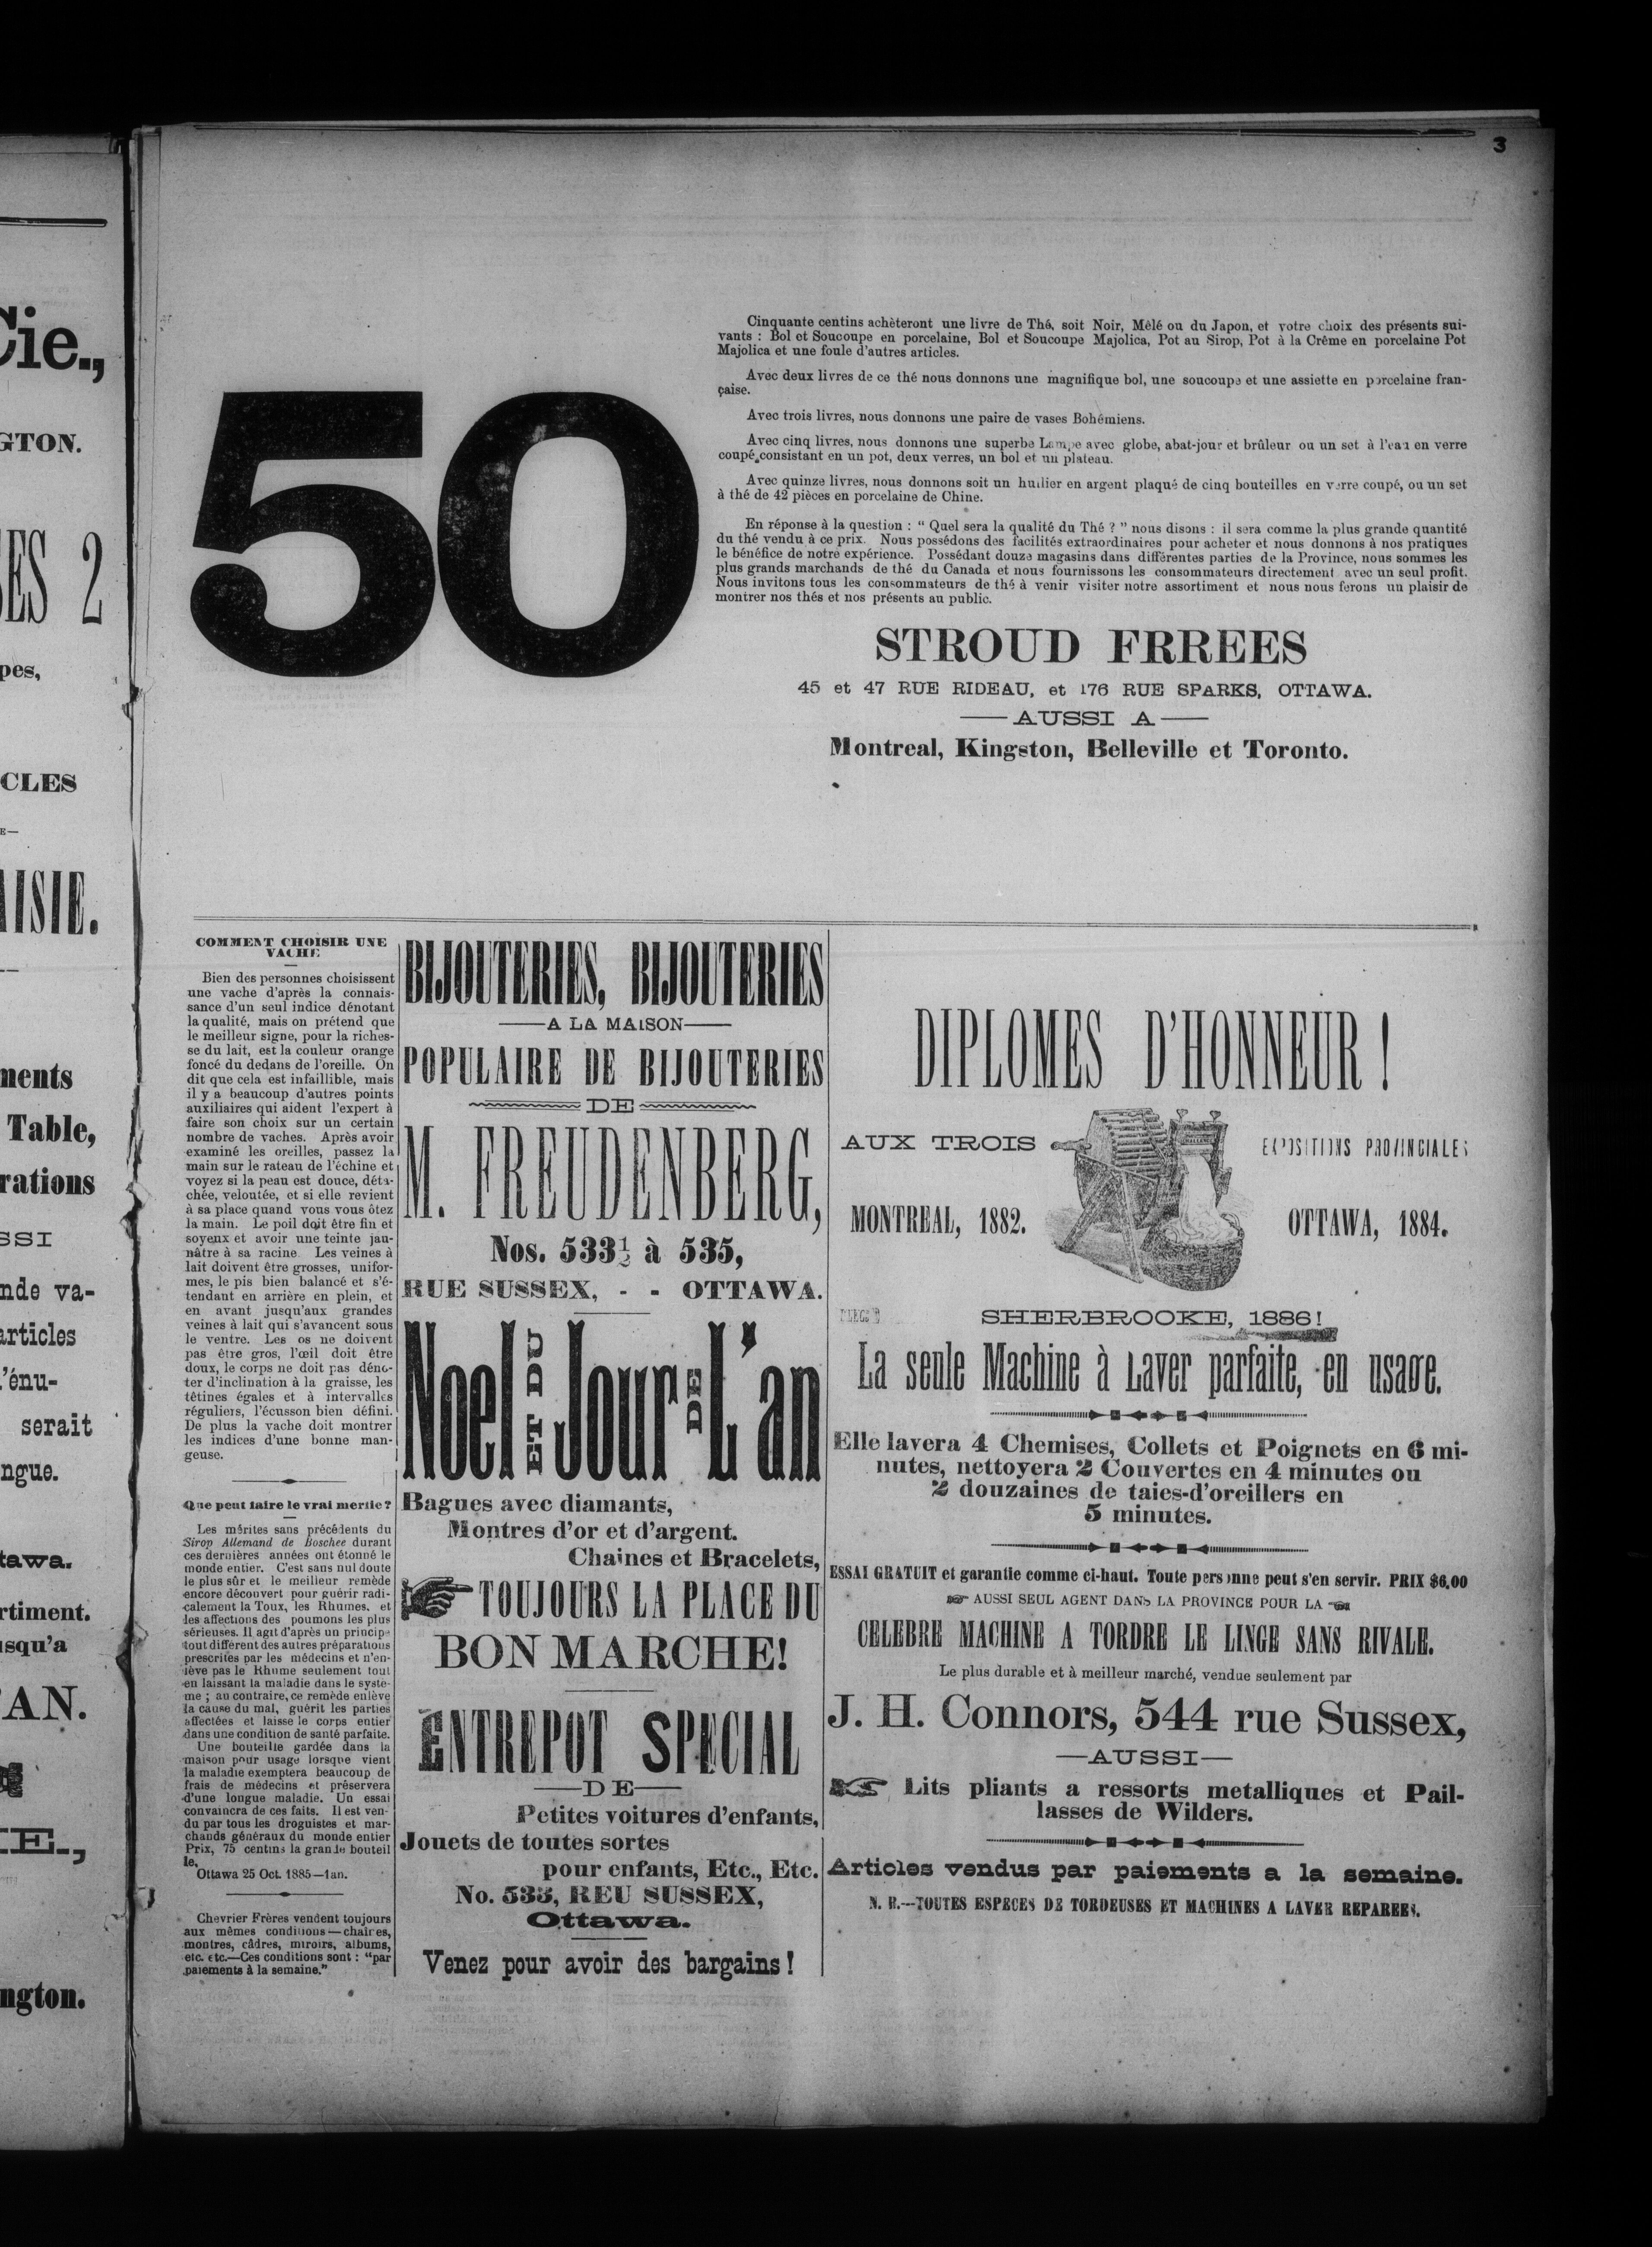 3
Cie.,
GTON.
ES 2
pes,
CLES
E—
AISIE.
ments
Table,
rations
SSI
nde va-
articles
l'énu-
serait
ngue.
tawa.
rtiment.
usqu'a
'AN.
IE.,
ngton.
50
Cinquante centins achèteront une livre de Thé, soit Noir, Mêlé ou du Japon, et votre choix des présents sui-
vants : Bol et Soucoupe en porcelaine, Bol et Soucoupe Majolica, Pot au Sirop, Pot à la Crême en porcelaine Pot
Majolica et une foule d'autres articles.
Avec deux livres de ce thé nous donnons une magnifique bol, une soucoupe et une assiette en porcelaine fran-
çaise.
Avec trois livres, nous donnons une paire de vases Bohémiens.
Avec cinq livres, nous donnons une superbe Lampe avec globe, abat-jour et brûleur ou un set à l'eau en verre
coupé consistant en un pot, deux verres, un bol et un plateau.
Avec quinze livres, nous donnons soit un huilier en argent plaqué de cinq bouteilles en verre coupé, ou un set
à thé de 42 pièces en porcelaine de Chine.
En réponse à la question : " Quel sera la qualité du Thé ? " nous disons : il sera comme la plus grande quantité
du thé vendu à ce prix. Nous possédons des facilités extraordinaires pour acheter et nous donnons à nos pratiques
le bénéfice de notre expérience. Possédant douze magasins dans différentes parties de la Province, nous sommes les
plus grands marchands de thé du Canada et nous fournissons les consommateurs directement avec un seul profit.
Nous invitons tous les consommateurs de thé à venir visiter notre assortiment et nous nous ferons un plaisir de
montrer nos thés et nos présents au public.
STROUD FRREES
45 et 47 RUE RIDEAU, et 176 RUE SPARKS, OTTAWA.
—AUSSI A—
Montreal, Kingston, Belleville et Toronto.
COMMENT CHOISIR UNE
VACHE
Bien des personnes choisissent
une vache d'après la connais-
sance d'un seul indice dénotant
la qualité, mais on prétend que
le meilleur signe, pour la riches-
se du lait, est la couleur orange
foncé du dedans de l'oreille. On
dit que cela est infaillible, mais
il y a beaucoup d'autres points
auxiliaires qui aident l'expert à
faire son choix sur un certain
nombre de vaches. Après avoir
examiné les oreilles, passez la
main sur le rateau de l'échine et
voyez si la peau est douce, déta-
chée, veloutée, et si elle revient
à sa place quand vous vous ôtez
la main. Le poil doit être fin et
soyeux et avoir une teinte jau-
nâtre à sa racine. Les veines à
lait doivent être grosses, unifor-
mes, le pis bien balancé et s'é-
tendant en arrière en plein, et
en avant jusqu'aux grandes
veines à lait qui s'avancent sous
le ventre. Les os ne doivent
pas être gros, l'œil doit être
doux, le corps ne doit pas déno-
ter d'inclination à la graisse, les
têtines égales et à intervalles
réguliers, l'écusson bien défini.
De plus la vache doit montrer
les indices d'une bonne man-
geuse.
Que peut faire le vrai merite?
Les mérites sans précédents du
Sirop Allemand de Boschee durant
ces dernières années ont étonné le
monde entier. C'est sans nul doute
le plus sûr et le meilleur remède
encore découvert pour guérir radi-
calement la Toux, les Rhumes, et
les affections des poumons les plus
sérieuses. Il agit d'après un principe
tout différent des autres préparations
prescrites par les médecins et n'en-
lève pas le Rhume seulement tout
en laissant la maladie dans le syste-
me ; au contraire, ce remède enlève
la cause du mal, guérit les parties
affectées et laisse le corps entier
dans une condition de santé parfaite.
Une bouteille gardée dans la
maison pour usage lorsque vient
la maladie exemptera beaucoup de
frais de médecins et préservera
d'une longue maladie. Un essai
convaincra de ces faits. Il est ven-
du par tous les droguistes et mar-
chands généraux du monde entier
Prix, 75 centins la grande bouteil
le.
Ottawa 25 Oct. 1885—1an.
Chevrier Frères vendent toujours
aux mêmes conditions—chaires,
montres, câdres, miroirs, albums,
etc. etc.—Ces conditions sont : "par
paiements à la semaine."
BIJOUTERIES, BIJOUTERIES
—A LA MAISON—
POPULAIRE DE BIJOUTERIES
DE
M. FREUDENBERG,
Nos. 533½ à 535,
RUE SUSSEX, - - OTTAWA.
Noel ET DU Jour DE L'an
Bagues avec diamants,
Montres d'or et d'argent.
Chaines et Bracelets,
TOUJOURS LA PLACE DU
BON MARCHE!
ENTREPOT SPECIAL
—DE—
Petites voitures d'enfants,
Jouets de toutes sortes
pour enfants, Etc., Etc.
No. 533, REU SUSSEX,
Ottawa.
Venez pour avoir des bargains !
DIPLOMES D'HONNEUR !
AUX TROIS EXPOSITIONS PROVINCIALES
MONTREAL, 1882. OTTAWA, 1884.
SHERBROOKE, 1886!
La seule Machine à Laver parfaite, en usage.
Elle lavera 4 Chemises, Collets et Poignets en 6 mi-
nutes, nettoyera 2 Couvertes en 4 minutes ou
2 douzaines de taies-d'oreillers en
5 minutes.
ESSAI GRATUIT et garantie comme ci-haut. Toute personne peut s'en servir. PRIX $6,00
AUSSI SEUL AGENT DANS LA PROVINCE POUR LA
CELEBRE MACHINE A TORDRE LE LINGE SANS RIVALE.
Le plus durable et à meilleur marché, vendue seulement par
J. H. Connors, 544 rue Sussex,
—AUSSI—
Lits pliants a ressorts metalliques et Pail-
lasses de Wilders.
Articles vendus par paiements a la semaine.
N. B.—TOUTES ESPECES DE TORDEUSES ET MACHINES A LAVER REPAREES.